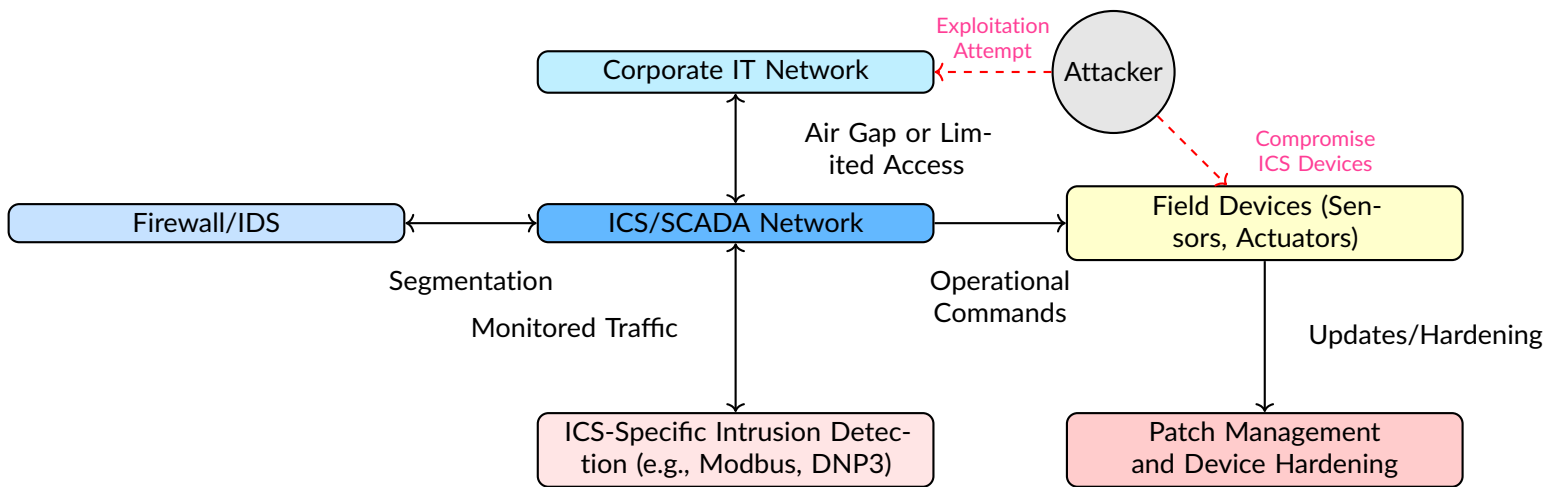 Exploitation
Attempt
Corporate IT Network
Attacker
Air Gap or Lim-
ited Access
Compromise
ICS Devices
Firewall/IDS
ICS/SCADA Network
Field Devices (Sen-
sors, Actuators)
Segmentation
Operational
Commands
Monitored Traffic
Updates/Hardening
ICS-Specific Intrusion Detec-
tion (e.g., Modbus, DNP3)
Patch Management
and Device Hardening